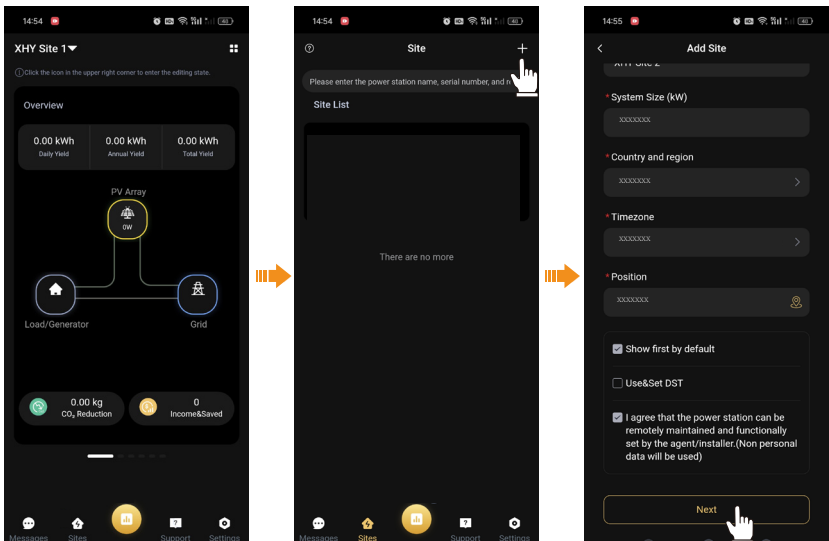 14:54
XHY Site 1
Click the icon in the upper right corner to enter the editing state.
Overview
0.00 kWh
Daily Yield
0.00 kWh
Annual Yield
0.00 kWh
Total Yield
PV Array
0W
Load/Generator
Grid
0.00 kg
CO₂ Reduction
0
Income&Saved
Messages
Sites
Support
Settings
14:54
Site
Please enter the power station name, serial number, and
Site List
There are no more
Messages
Sites
Support
Settings
14:55
Add Site
XHY Site 2
* System Size (kW)
xxxxxxx
* Country and region
xxxxxxx
* Timezone
xxxxxxx
* Position
xxxxxxx
Show first by default
Use&Set DST
I agree that the power station can be
remotely maintained and functionally
set by the agent/installer.(Non personal
data will be used)
Next